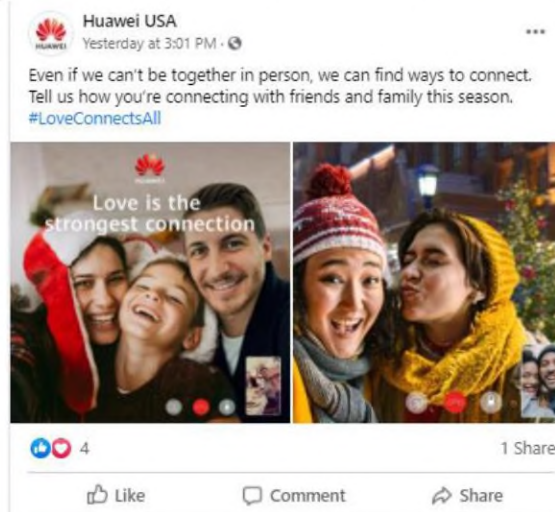 Huawei USA
Yesterday at 3:01 PM ·
HUAWEI
Even if we can't be together in person, we can find ways to connect.
Tell us how you're connecting with friends and family this season.
#LoveConnectsAll
HUAWEI
Love is the
strongest connection
4
1 Share
Like
Comment
Share